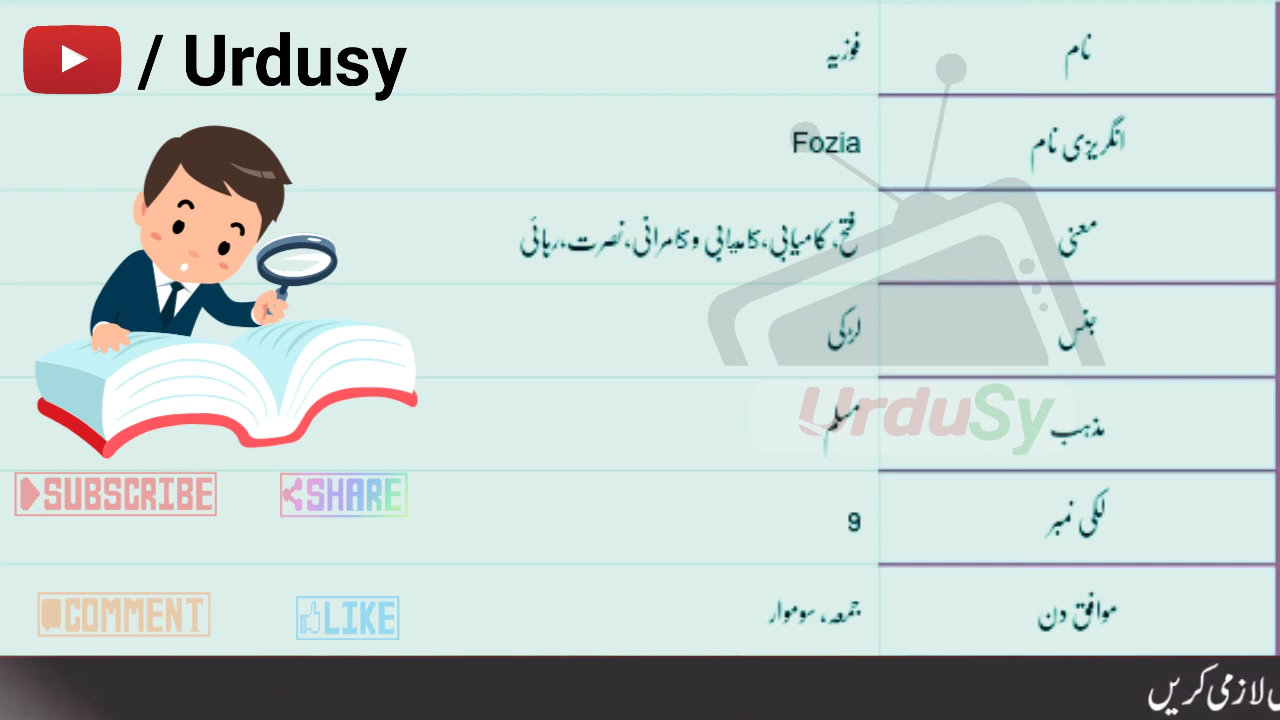 / Urdusy
نام فوزیہ
انگریزی نام Fozia
معنی فتح، کامیابی، کامیابی و کامرانی، نصرت، رہائی
جنس لڑکی
مذہب مسلم
UrduSy
لکی نمبر 9
موافق دن جمعہ، سوموار
SUBSCRIBE SHARE
COMMENT LIKE
لازمی کریں